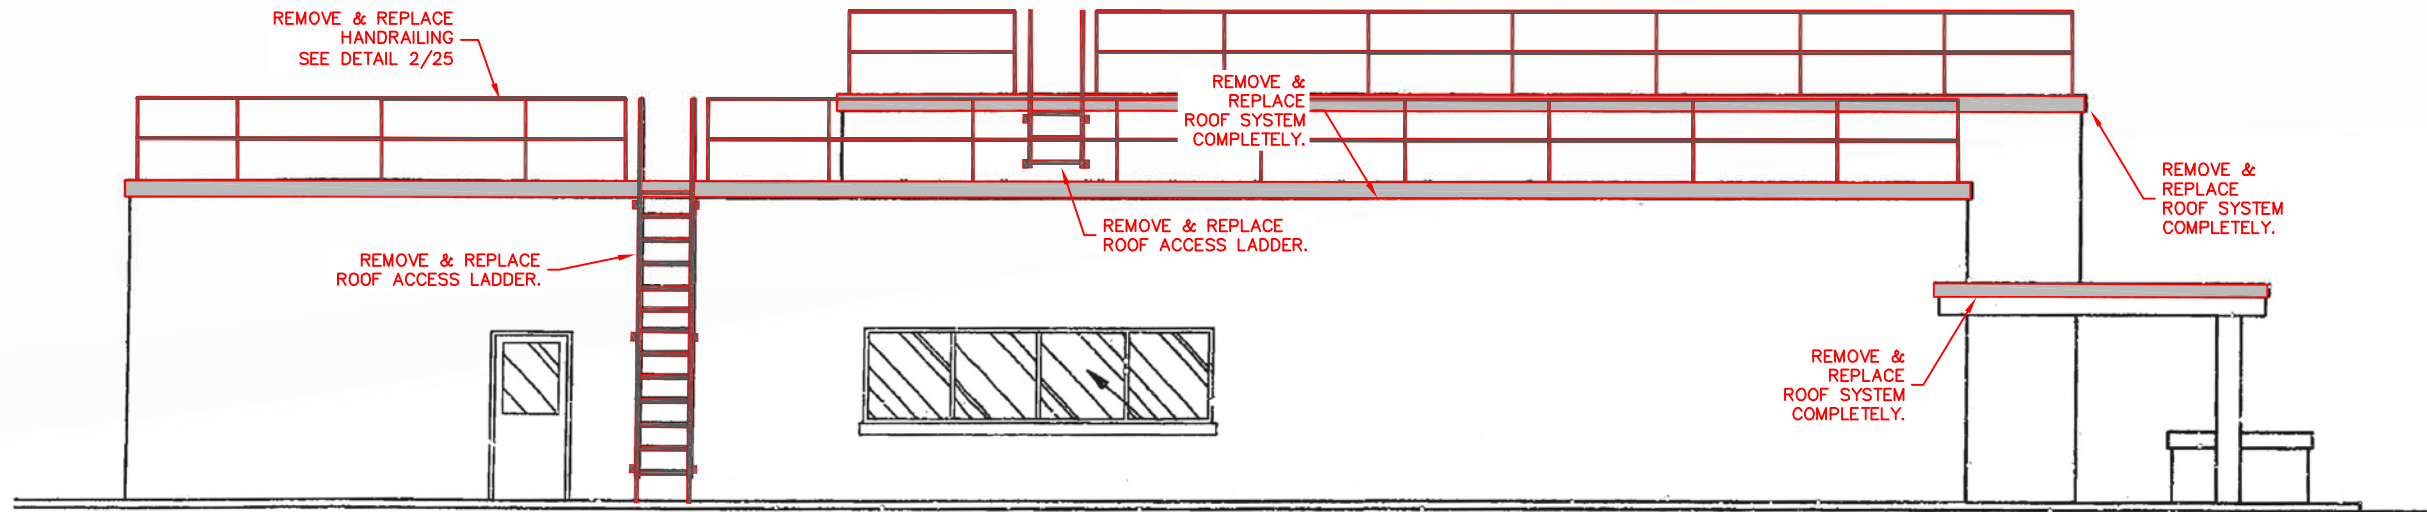 REMOVE & REPLACE
HANDRAILING
SEE DETAIL 2/25
REMOVE &
REPLACE
ROOF SYSTEM
COMPLETELY.
REMOVE &
REPLACE
ROOF SYSTEM
COMPLETELY.
REMOVE & REPLACE
ROOF ACCESS LADDER.
REMOVE & REPLACE
ROOF ACCESS LADDER.
REMOVE &
REPLACE
ROOF SYSTEM
COMPLETELY.